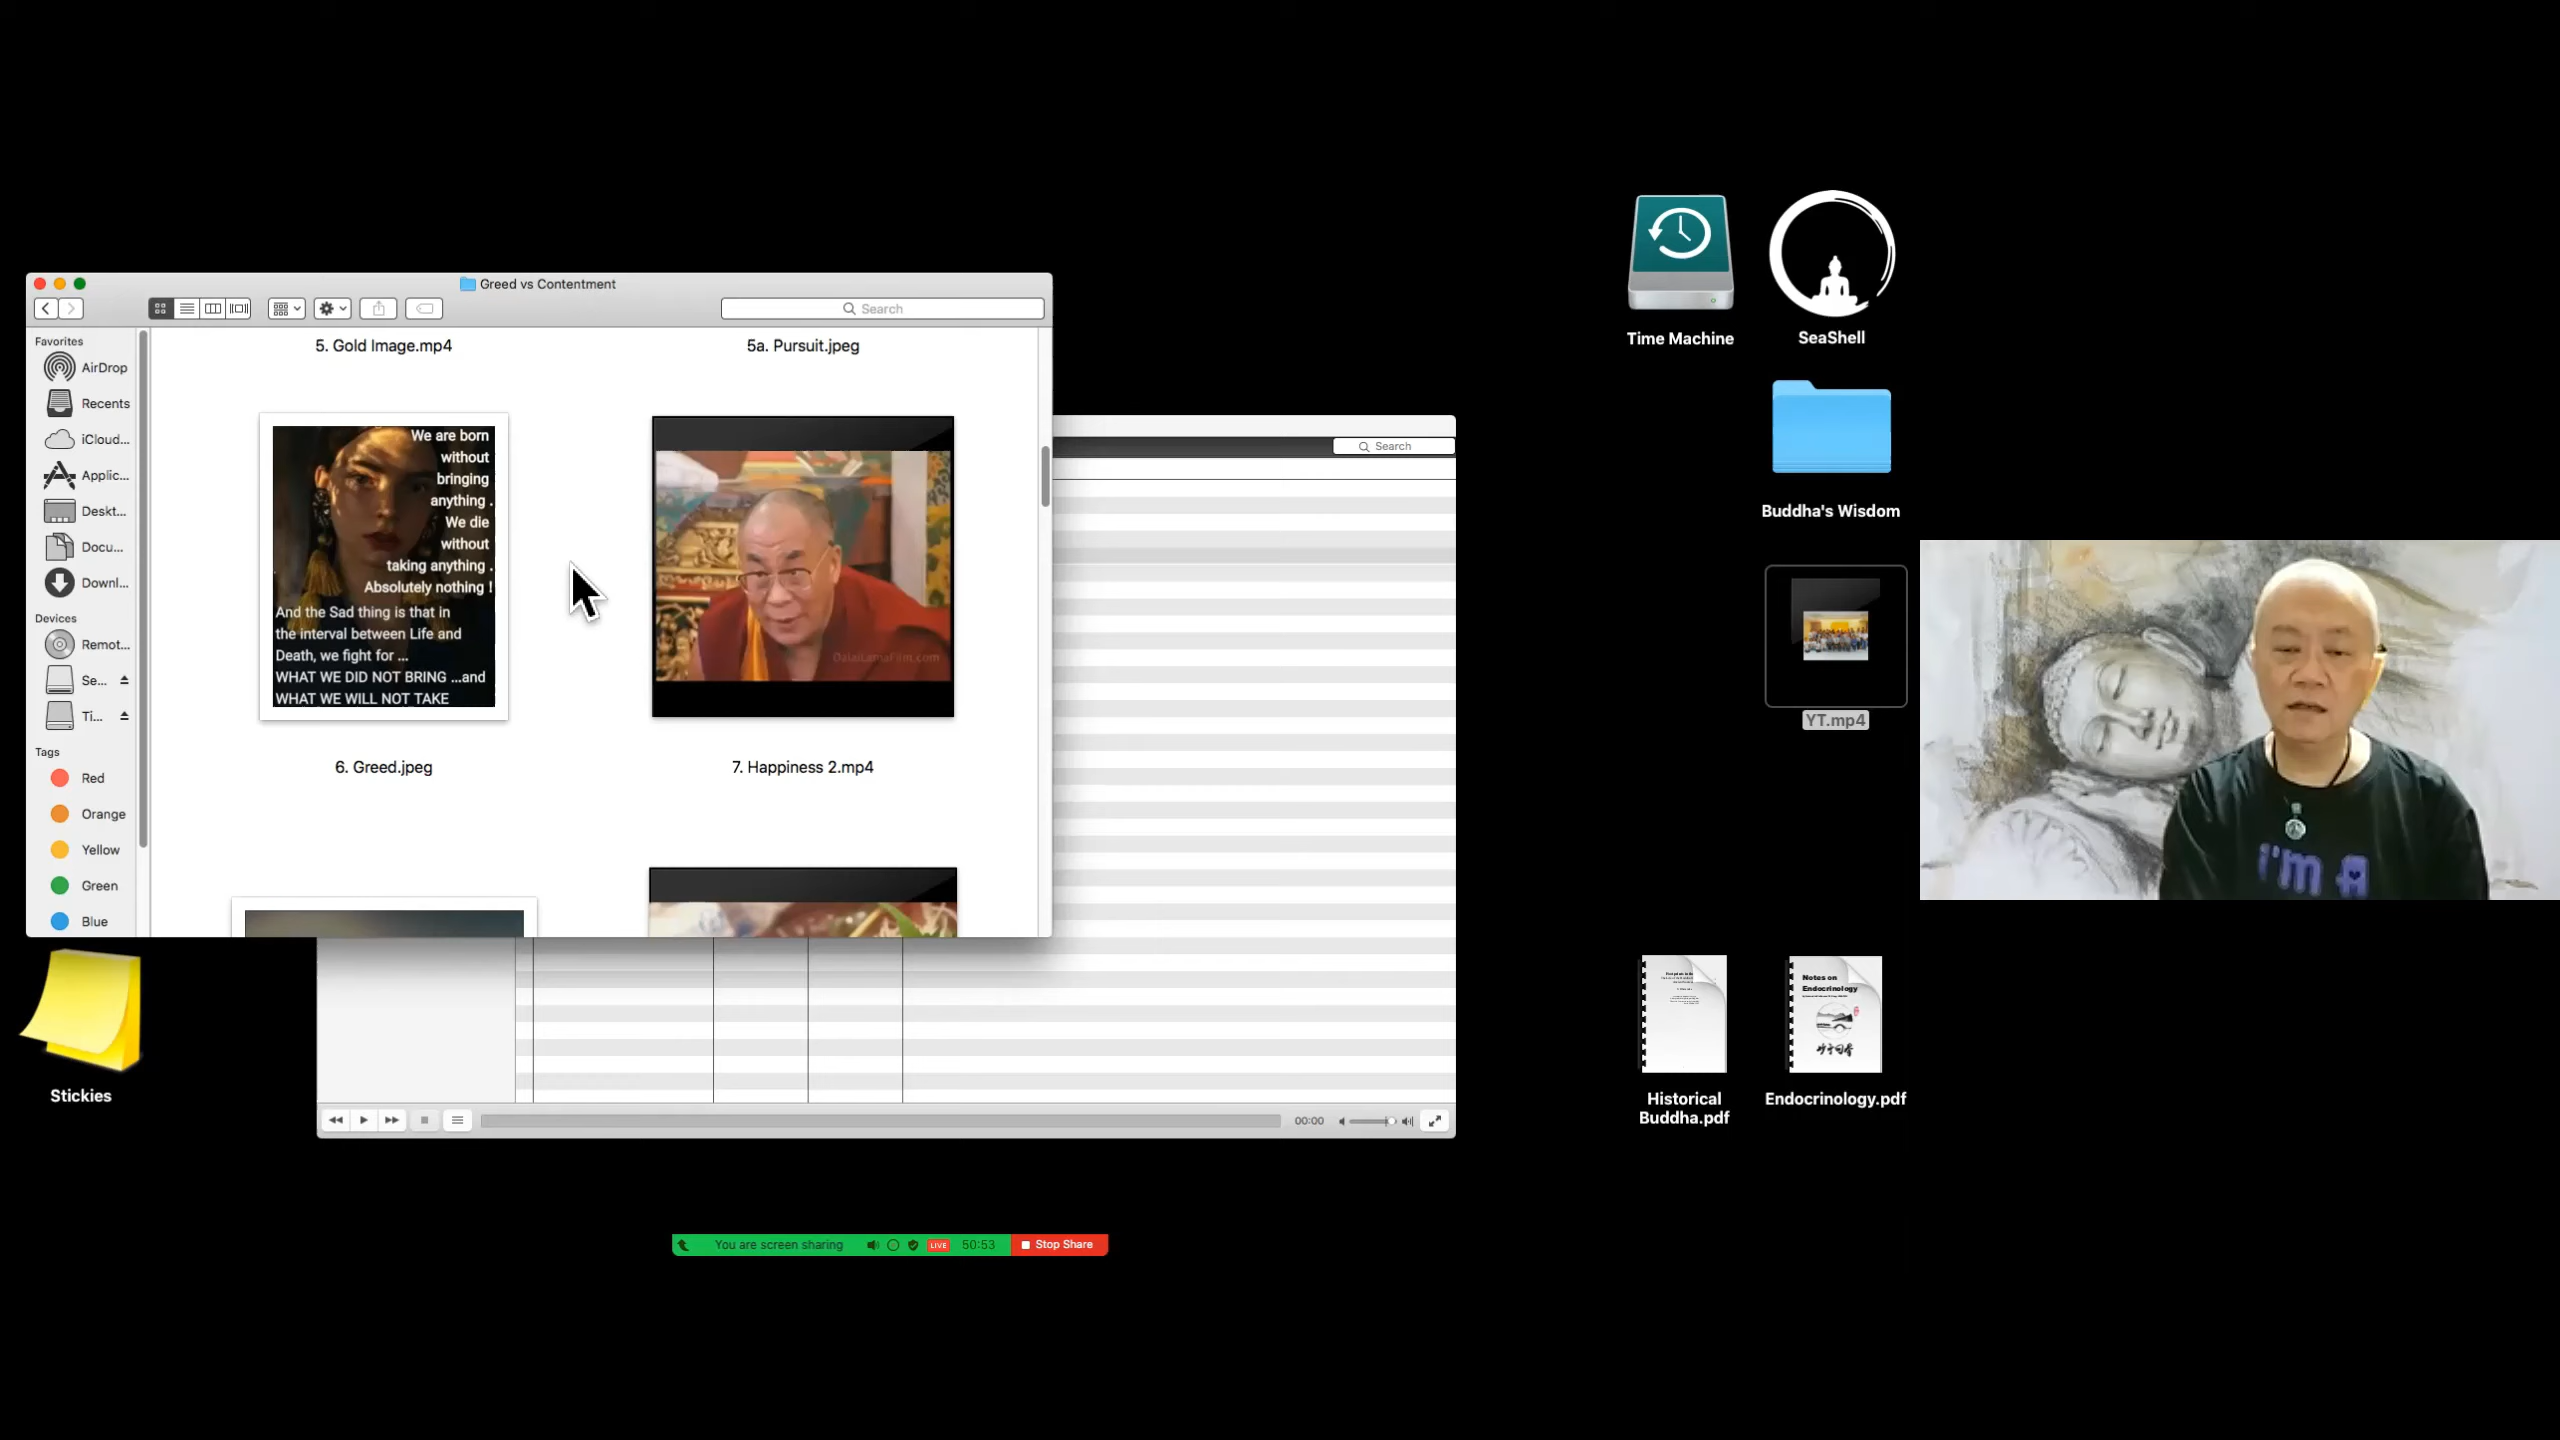 Greed vs Contentment
Search
Favorites
AirDrop
Recents
iCloud...
Applic...
Deskt...
Docu...
Downl...
Devices
Remot...
Se...
Ti...
Tags
Red
Orange
Yellow
Green
Blue
5. Gold Image.mp4
5a. Pursuit.jpeg
We are born
without
bringing
anything .
We die
without
taking anything .
Absolutely nothing !
And the Sad thing is that in
the interval between Life and
Death, we fight for ...
WHAT WE DID NOT BRING ...and
WHAT WE WILL NOT TAKE
DalaiLamaFilm.com
6. Greed.jpeg
7. Happiness 2.mp4
Search
00:00
Stickies
You are screen sharing
LIVE
50:53
Stop Share
Time Machine
SeaShell
Buddha's Wisdom
YT.mp4
Historical
Buddha.pdf
Notes on
Endocrinology
Endocrinology.pdf
i'm A